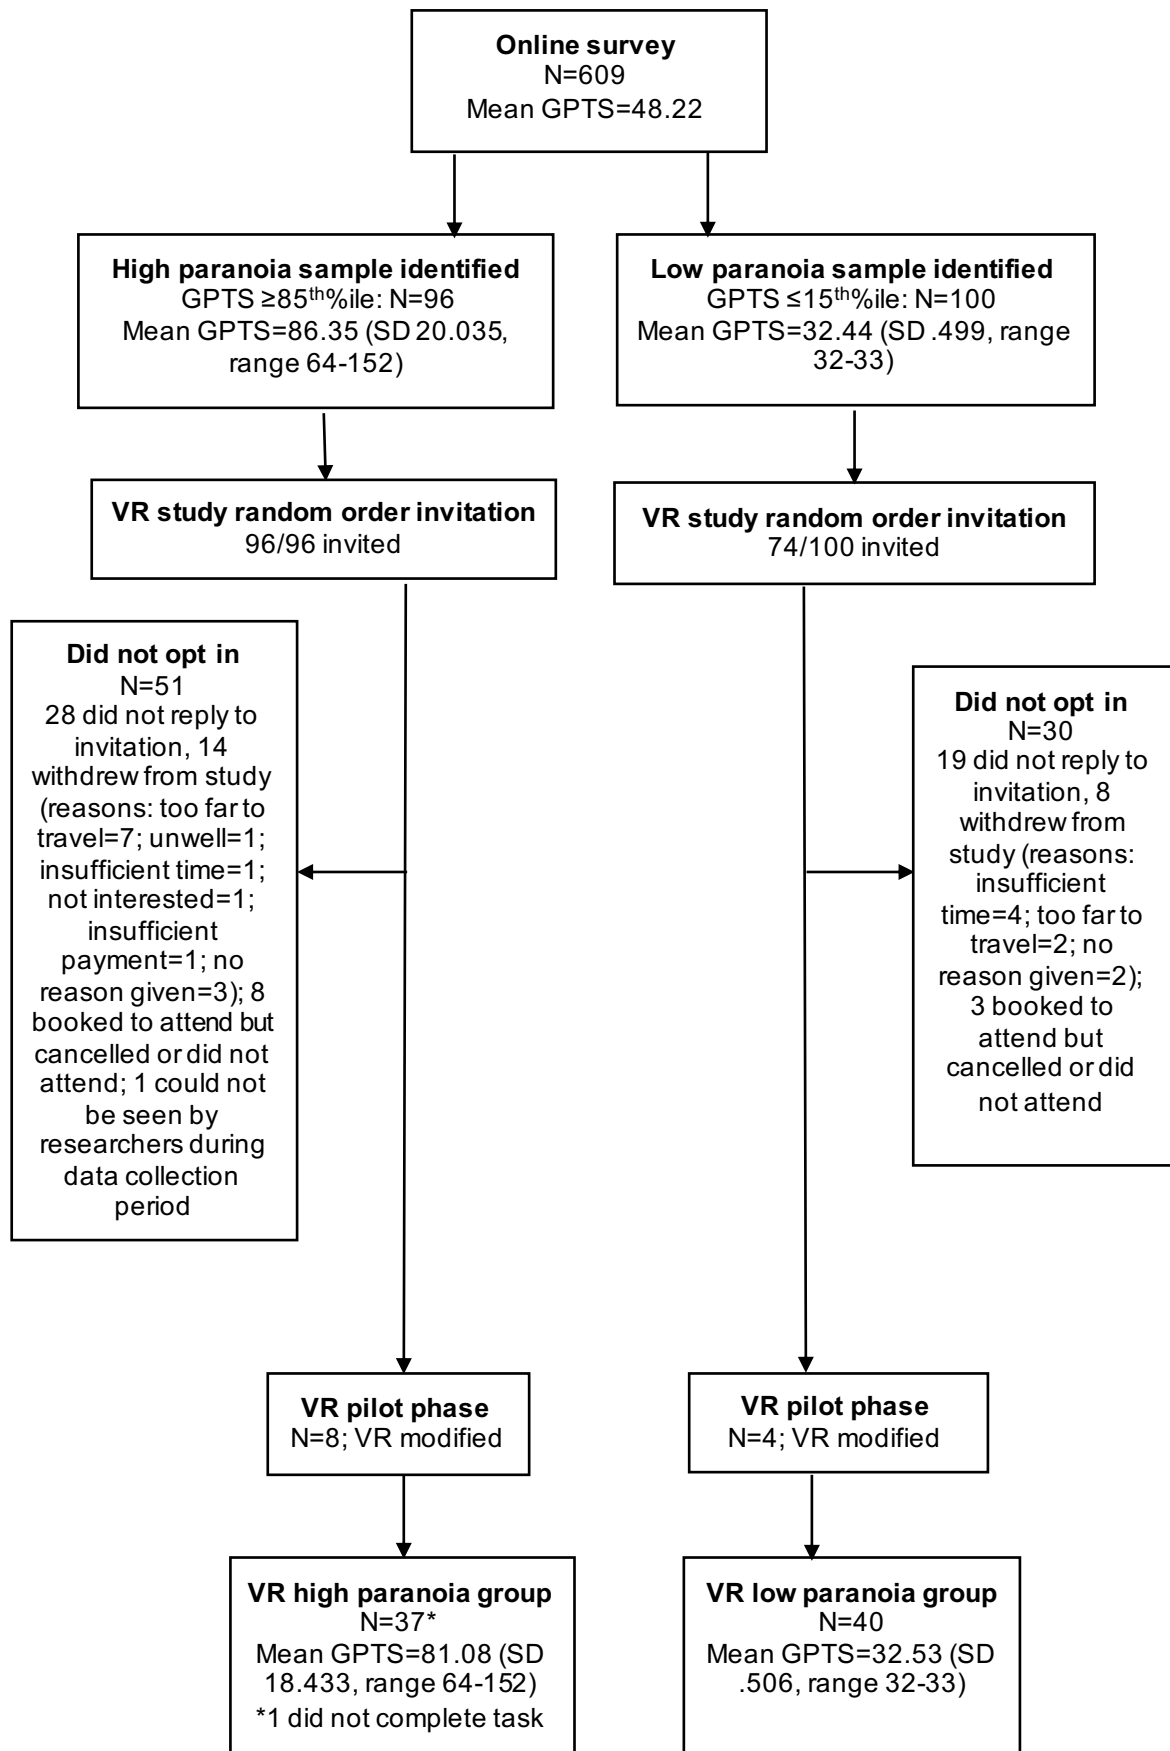 Online survey
N=609
Mean GPTS=48.22
High paranoia sample identified
GPTS ≥85th%ile: N=96
Mean GPTS=86.35 (SD 20.035,
range 64-152)
Low paranoia sample identified
GPTS ≤15th%ile: N=100
Mean GPTS=32.44 (SD .499, range
32-33)
VR study random order invitation
96/96 invited
VR study random order invitation
74/100 invited
Did not opt in
N=51
28 did not reply to
invitation, 14
withdrew from study
(reasons: too far to
travel=7; unwell=1;
insufficient time=1;
not interested=1;
insufficient
payment=1; no
reason given=3); 8
booked to attend but
cancelled or did not
attend; 1 could not
be seen by
researchers during
data collection
period
Did not opt in
N=30
19 did not reply to
invitation, 8
withdrew from
study (reasons:
insufficient
time=4; too far to
travel=2; no
reason given=2);
3 booked to
attend but
cancelled or did
not attend
VR pilot phase
N=8; VR modified
VR pilot phase
N=4; VR modified
VR high paranoia group
N=37*
Mean GPTS=81.08 (SD
18.433, range 64-152)
*1 did not complete task
VR low paranoia group
N=40
Mean GPTS=32.53 (SD
.506, range 32-33)